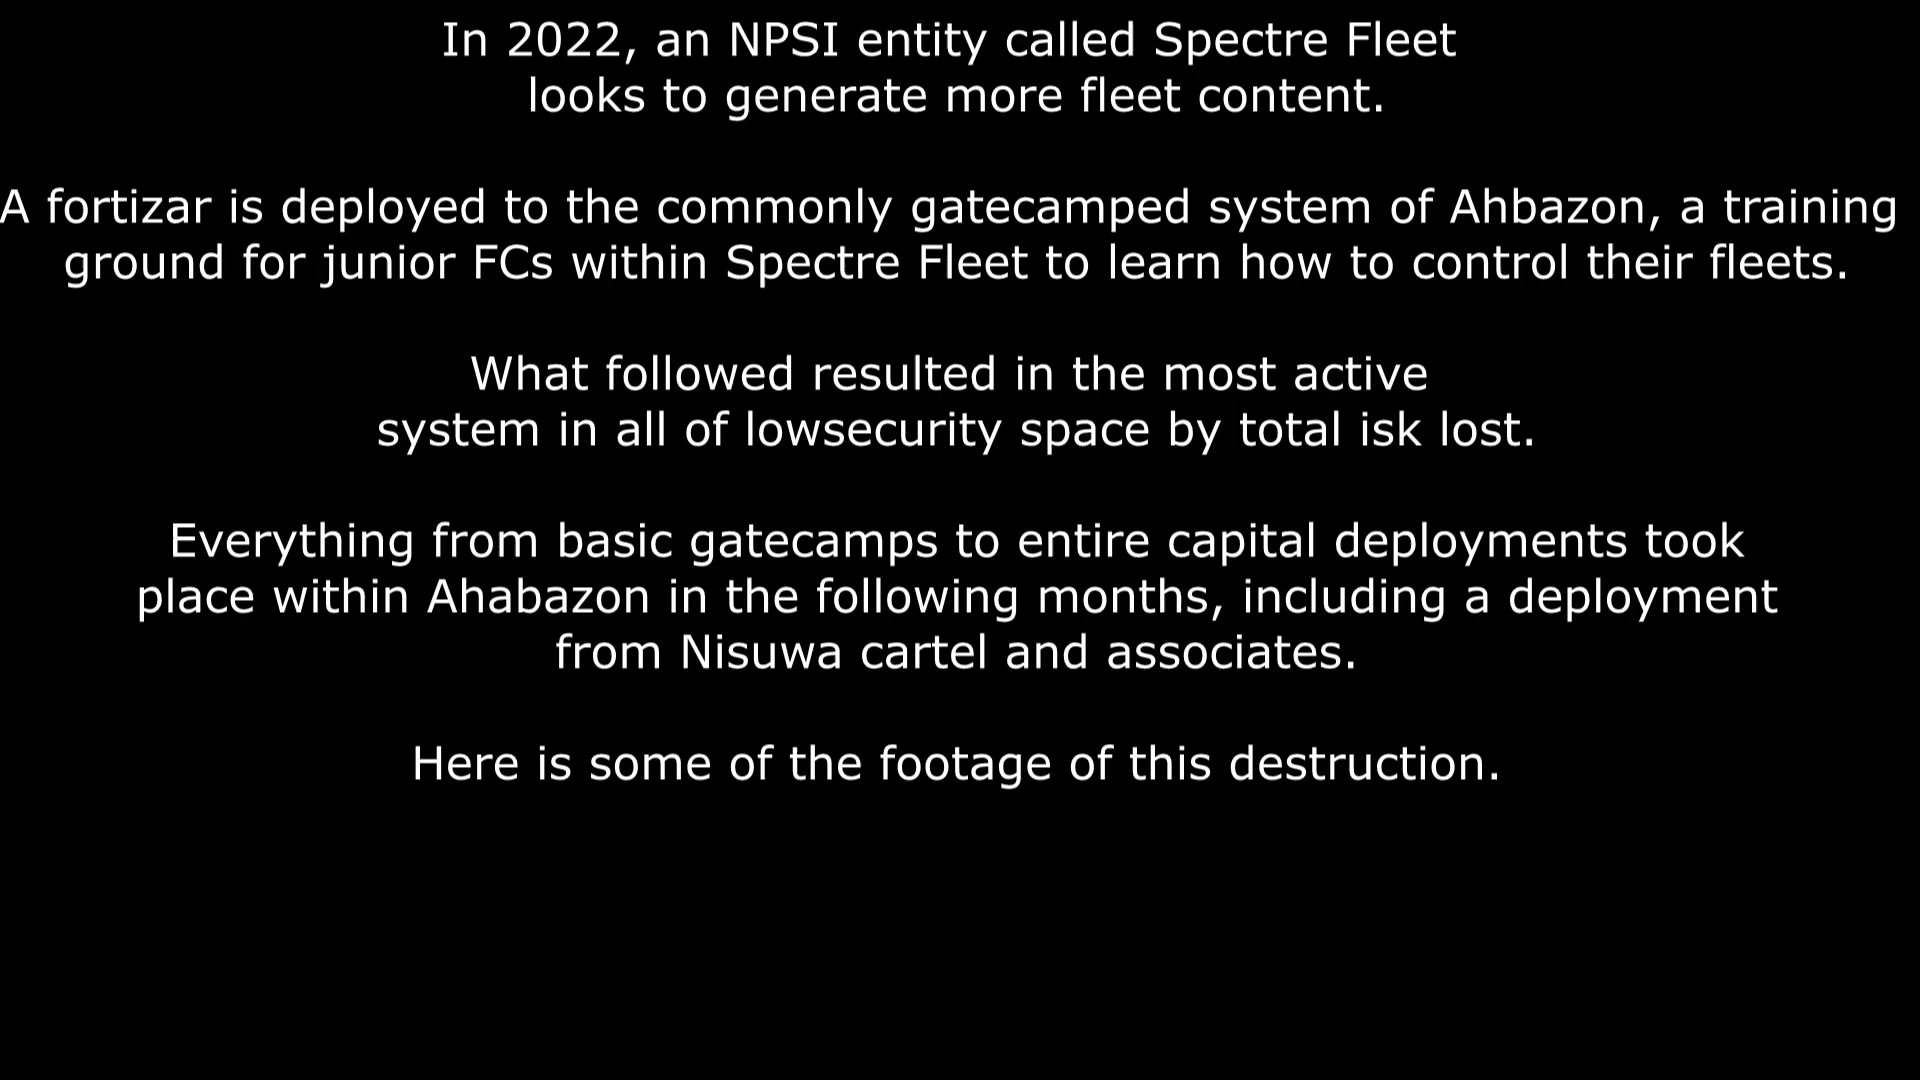 In 2022, an NPSI entity called Spectre Fleet
looks to generate more fleet content.
A fortizar is deployed to the commonly gatecamped system of Ahbazon, a training
ground for junior FCs within Spectre Fleet to learn how to control their fleets.
What followed resulted in the most active
system in all of lowsecurity space by total isk lost.
Everything from basic gatecamps to entire capital deployments took
place within Ahabazon in the following months, including a deployment
from Nisuwa cartel and associates.
Here is some of the footage of this destruction.